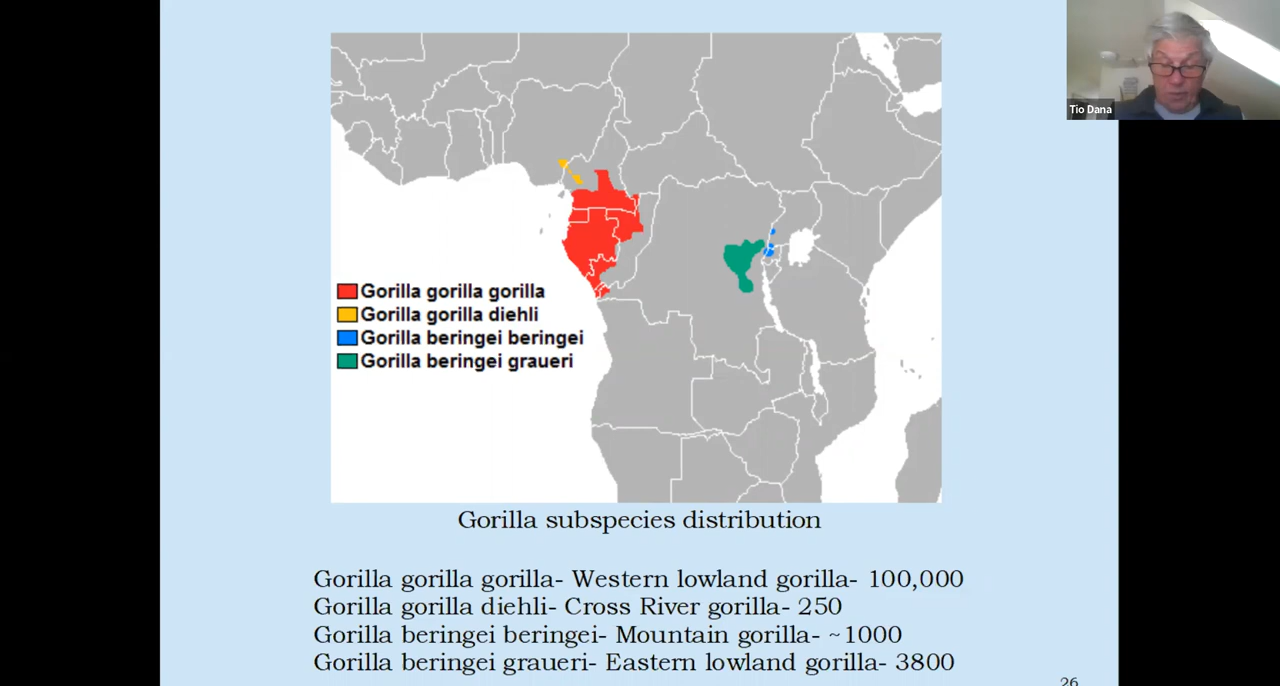 Tio Dana
Gorilla gorilla gorilla
Gorilla gorilla diehli
Gorilla beringei beringei
Gorilla beringei graueri
Gorilla subspecies distribution
Gorilla gorilla gorilla- Western lowland gorilla- 100,000
Gorilla gorilla diehli- Cross River gorilla- 250
Gorilla beringei beringei- Mountain gorilla- ~1000
Gorilla beringei graueri- Eastern lowland gorilla- 3800
26